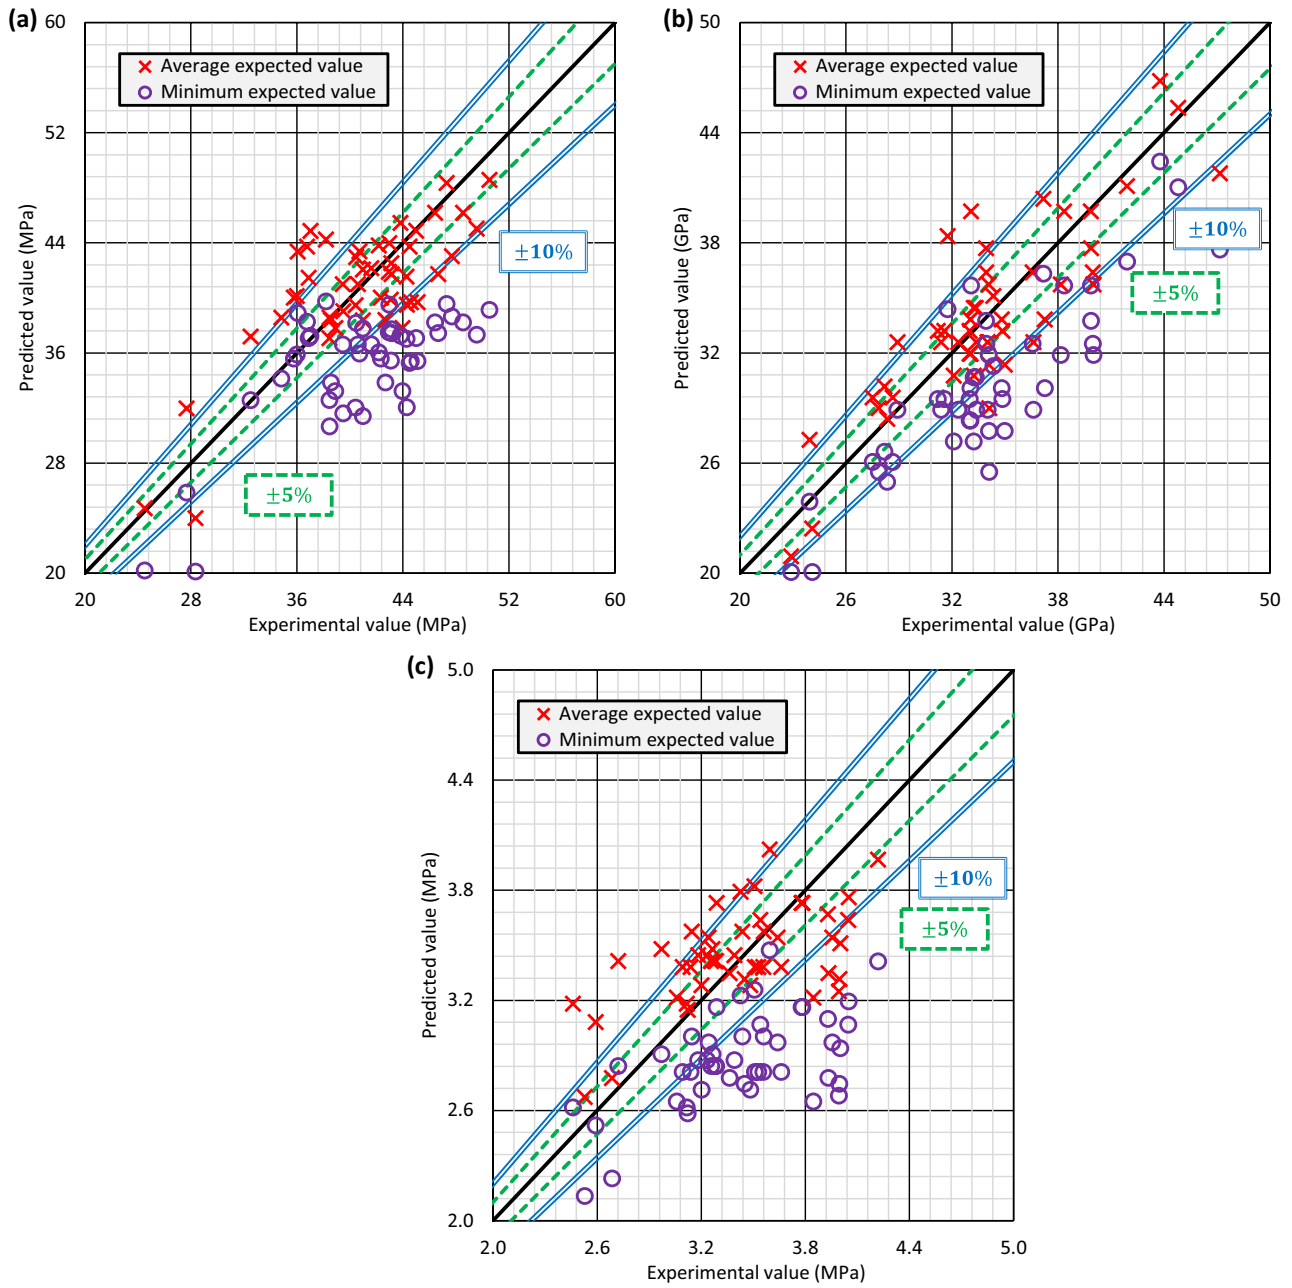 (a)
60
52
44
36
28
20
20 28 36 44 52 60
Predicted value (MPa)
Experimental value (MPa)
Average expected value
Minimum expected value
±10%
±5%
(b)
50
44
38
32
26
20
20 26 32 38 44 50
Predicted value (GPa)
Experimental value (GPa)
Average expected value
Minimum expected value
±10%
±5%
(c)
5.0
4.4
3.8
3.2
2.6
2.0
2.0 2.6 3.2 3.8 4.4 5.0
Predicted value (MPa)
Experimental value (MPa)
Average expected value
Minimum expected value
±10%
±5%